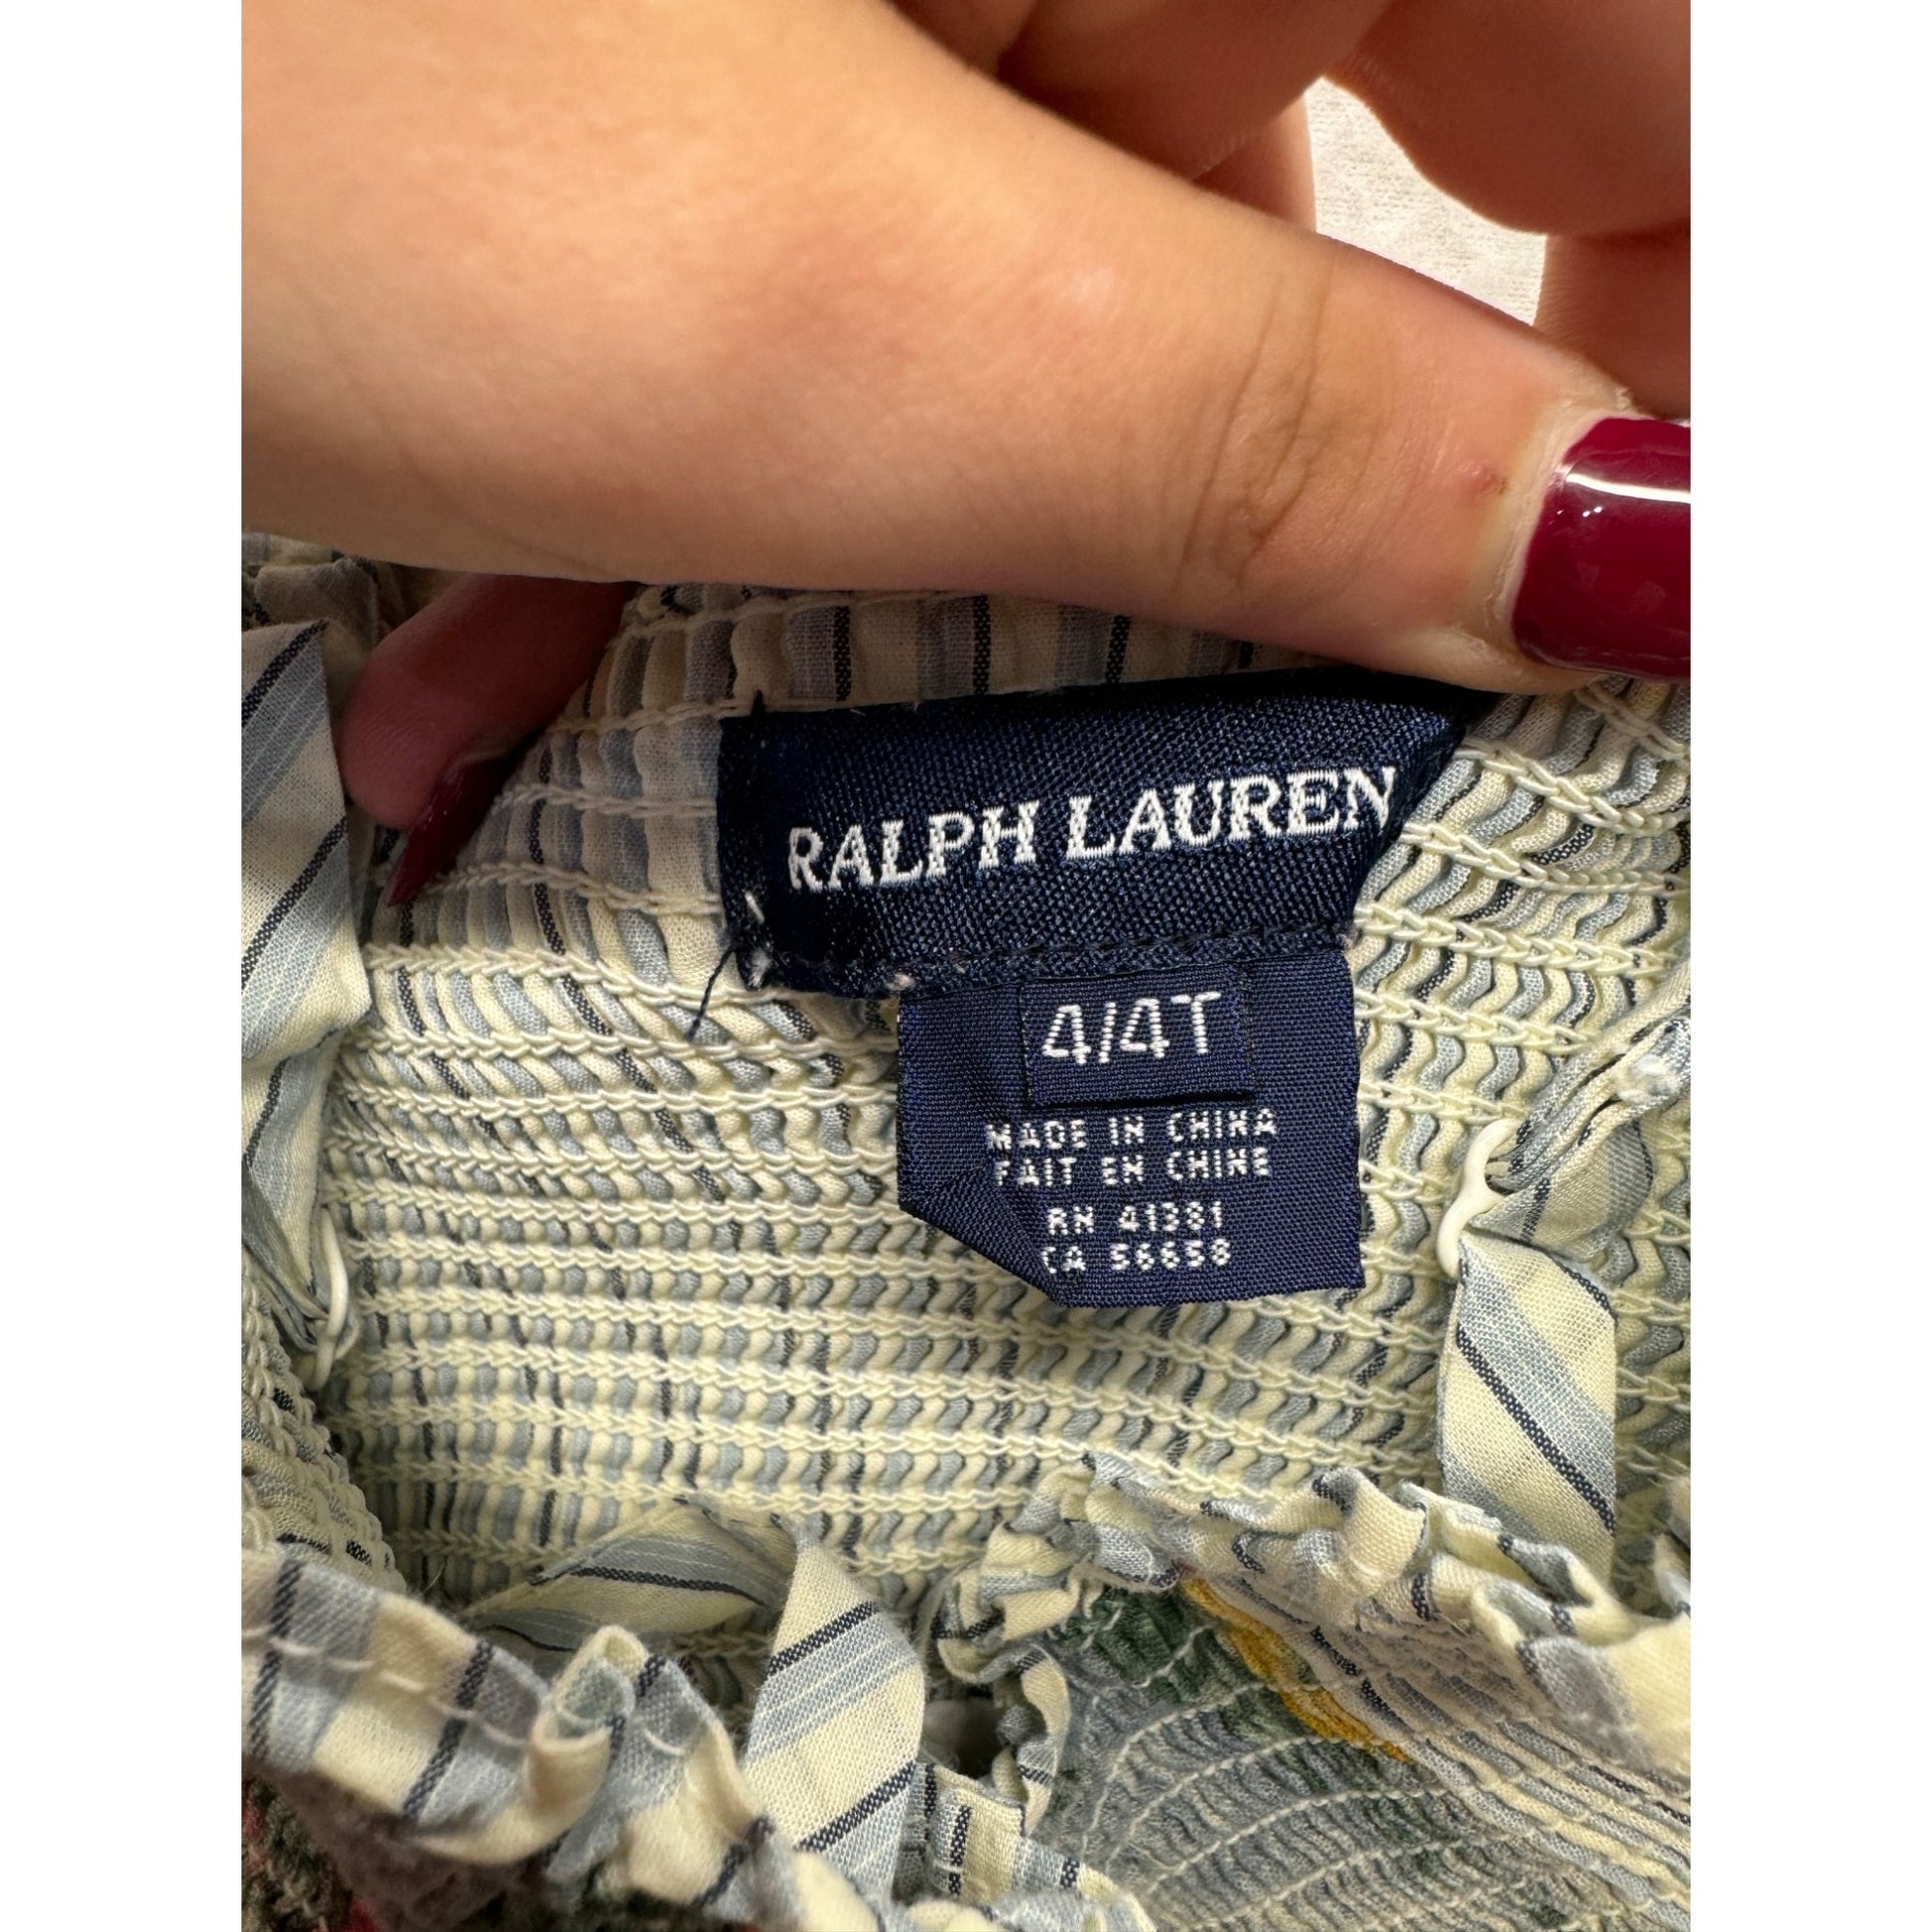 RALPH LAUREN
4/4T
MADE IN CHINA
FAIT EN CHINE
RN 41381
CA 56658